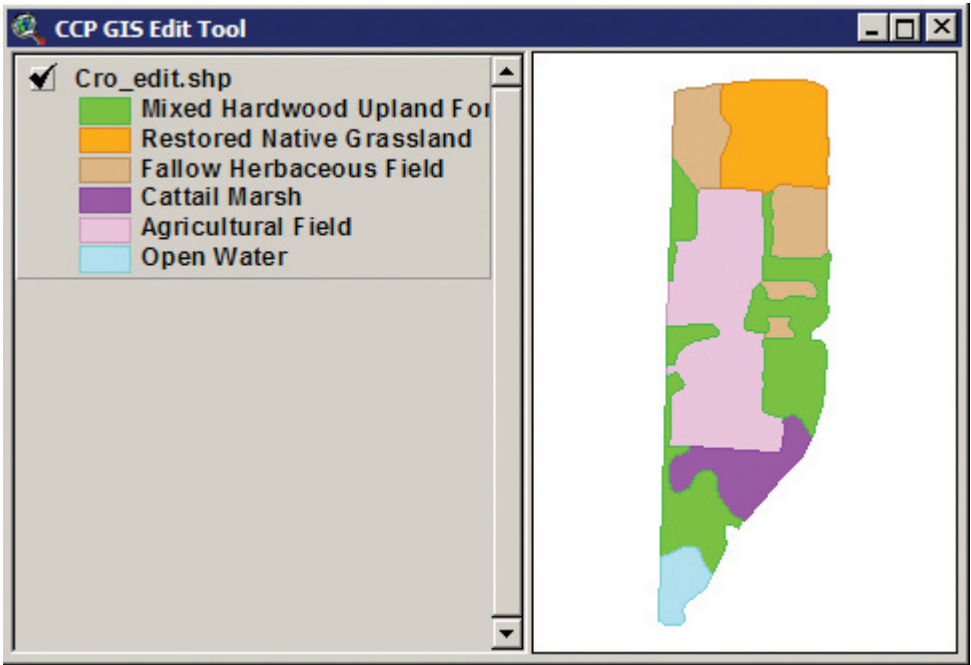 CCP GIS Edit Tool
Cro_edit.shp
Mixed Hardwood Upland For
Restored Native Grassland
Fallow Herbaceous Field
Cattail Marsh
Agricultural Field
Open Water